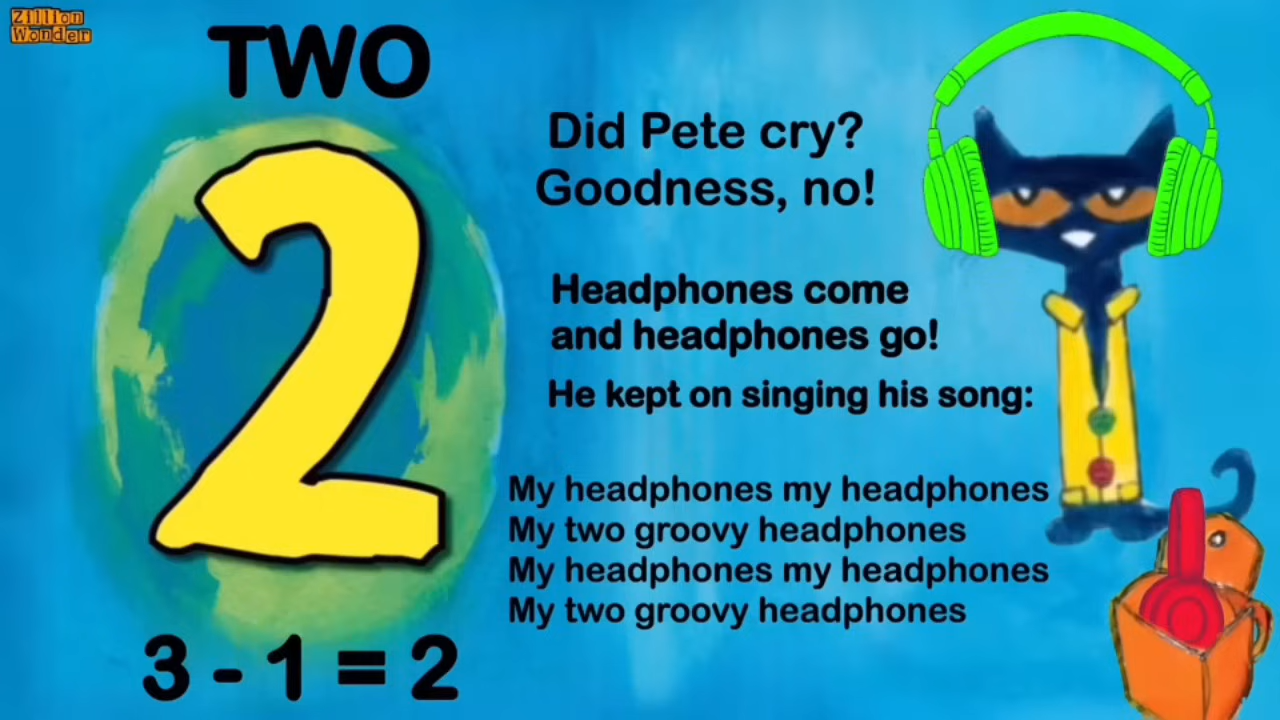 Zillion
Wonder
TWO
2
3 - 1 = 2
Did Pete cry?
Goodness, no!
Headphones come
and headphones go!
He kept on singing his song:
My headphones my headphones
My two groovy headphones
My headphones my headphones
My two groovy headphones